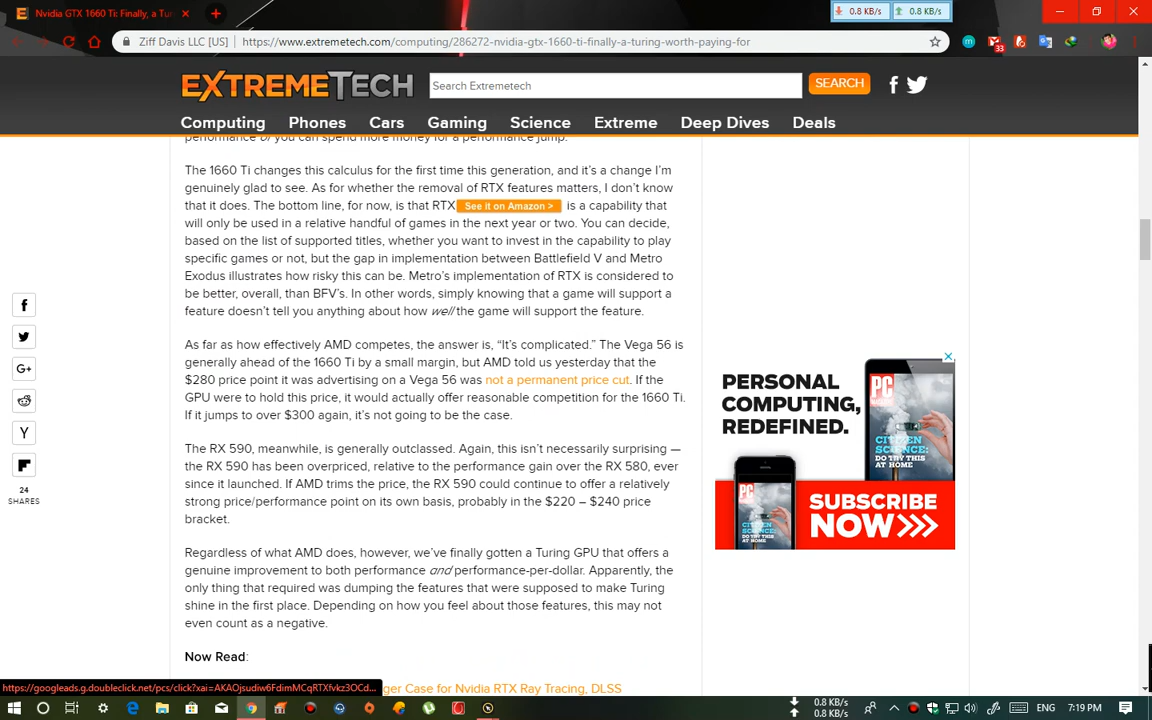 Nvidia GTX 1660 Ti: Finally, a Tur
0.8 KB/s
0.8 KB/s
Ziff Davis LLC [US]
https://www.extremetech.com/computing/286272-nvidia-gtx-1660-ti-finally-a-turing-worth-paying-for
33
EXTREMETECH
Search Extremetech
SEARCH
Computing
Phones
Cars
Gaming
Science
Extreme
Deep Dives
Deals
performance or you can spend more money for a performance jump.
The 1660 Ti changes this calculus for the first time this generation, and it's a change I'm
genuinely glad to see. As for whether the removal of RTX features matters, I don't know
that it does. The bottom line, for now, is that RTX See it on Amazon > is a capability that
will only be used in a relative handful of games in the next year or two. You can decide,
based on the list of supported titles, whether you want to invest in the capability to play
specific games or not, but the gap in implementation between Battlefield V and Metro
Exodus illustrates how risky this can be. Metro's implementation of RTX is considered to
be better, overall, than BFV's. In other words, simply knowing that a game will support a
feature doesn't tell you anything about how well the game will support the feature.
As far as how effectively AMD competes, the answer is, "It's complicated." The Vega 56 is
generally ahead of the 1660 Ti by a small margin, but AMD told us yesterday that the
$280 price point it was advertising on a Vega 56 was not a permanent price cut. If the
GPU were to hold this price, it would actually offer reasonable competition for the 1660 Ti.
If it jumps to over $300 again, it's not going to be the case.
The RX 590, meanwhile, is generally outclassed. Again, this isn't necessarily surprising —
the RX 590 has been overpriced, relative to the performance gain over the RX 580, ever
since it launched. If AMD trims the price, the RX 590 could continue to offer a relatively
strong price/performance point on its own basis, probably in the $220 – $240 price
bracket.
Regardless of what AMD does, however, we've finally gotten a Turing GPU that offers a
genuine improvement to both performance and performance-per-dollar. Apparently, the
only thing that required was dumping the features that were supposed to make Turing
shine in the first place. Depending on how you feel about those features, this may not
even count as a negative.
Now Read:
ger Case for Nvidia RTX Ray Tracing, DLSS
G+
Y
24
SHARES
PERSONAL
COMPUTING,
REDEFINED.
PC
CITIZEN
SCIENCE:
DO TRY THIS
AT HOME
SUBSCRIBE
NOW>>>
0.8 KB/s
0.8 KB/s
ENG
7:19 PM